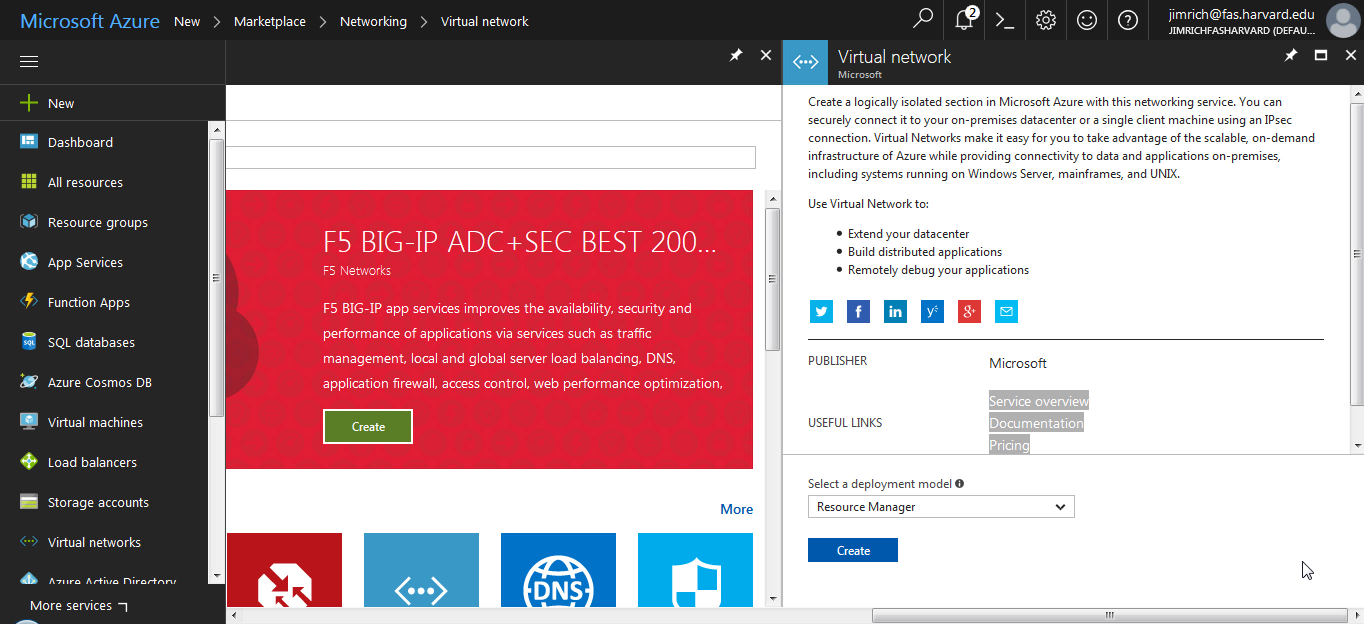 Microsoft Azure New > Marketplace > Networking > Virtual network
2
jimrich@fas.harvard.edu
JIMRICHFASHARVARD (DEFAU...
New
Dashboard
All resources
Resource groups
App Services
Function Apps
SQL databases
Azure Cosmos DB
Virtual machines
Load balancers
Storage accounts
Virtual networks
Azure Active Directory
More services
F5 BIG-IP ADC+SEC BEST 200...
F5 Networks
F5 BIG-IP app services improves the availability, security and
performance of applications via services such as traffic
management, local and global server load balancing, DNS,
application firewall, access control, web performance optimization,
Create
More
DNS
Virtual network
Microsoft
Create a logically isolated section in Microsoft Azure with this networking service. You can
securely connect it to your on-premises datacenter or a single client machine using an IPsec
connection. Virtual Networks make it easy for you to take advantage of the scalable, on-demand
infrastructure of Azure while providing connectivity to data and applications on-premises,
including systems running on Windows Server, mainframes, and UNIX.
Use Virtual Network to:
Extend your datacenter
Build distributed applications
Remotely debug your applications
PUBLISHER
Microsoft
USEFUL LINKS
Service overview
Documentation
Pricing
Select a deployment model
Resource Manager
Create